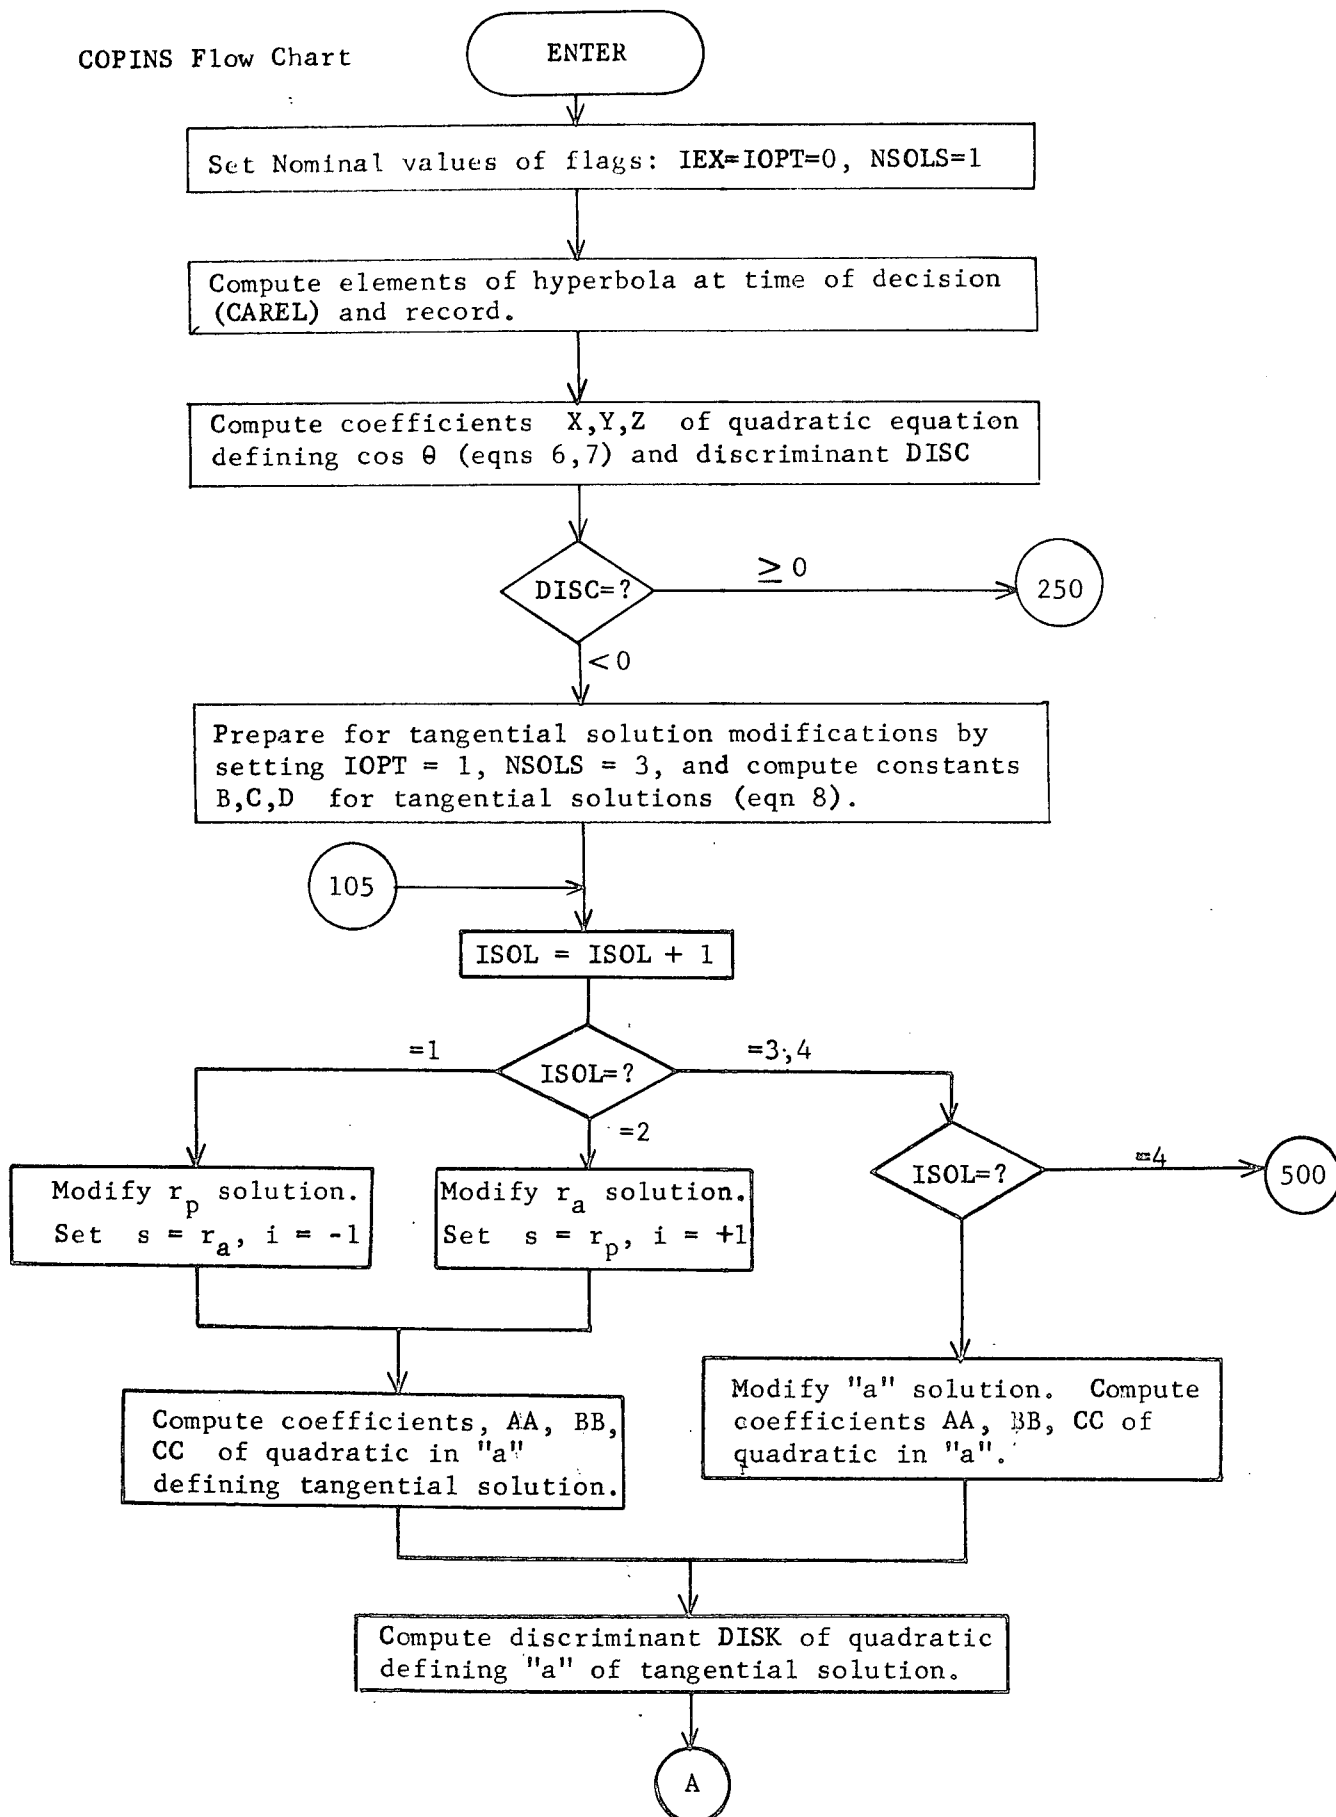 COPINS Flow Chart
ENTER
Set Nominal values of flags: IEX=IOPT=0, NSOLS=1
Compute elements of hyperbola at time of decision
(CAREL) and record.
Compute coefficients X,Y,Z of quadratic equation
defining cos θ (eqns 6,7) and discriminant DISC
DISC=?
≥ 0
250
<0
Prepare for tangential solution modifications by
setting IOPT = 1, NSOLS = 3, and compute constants
B,C,D for tangential solutions (eqn 8).
105
ISOL = ISOL + 1
=1
ISOL=?
=3,4
=2
ISOL=?
=4
500
Modify r_p solution.
Set s = r_a, i = -1
Modify r_a solution.
Set s = r_p, i = +1
Compute coefficients, AA, BB,
CC of quadratic in "a"
defining tangential solution.
Modify "a" solution. Compute
coefficients AA, BB, CC of
quadratic in "a".
Compute discriminant DISK of quadratic
defining "a" of tangential solution.
A